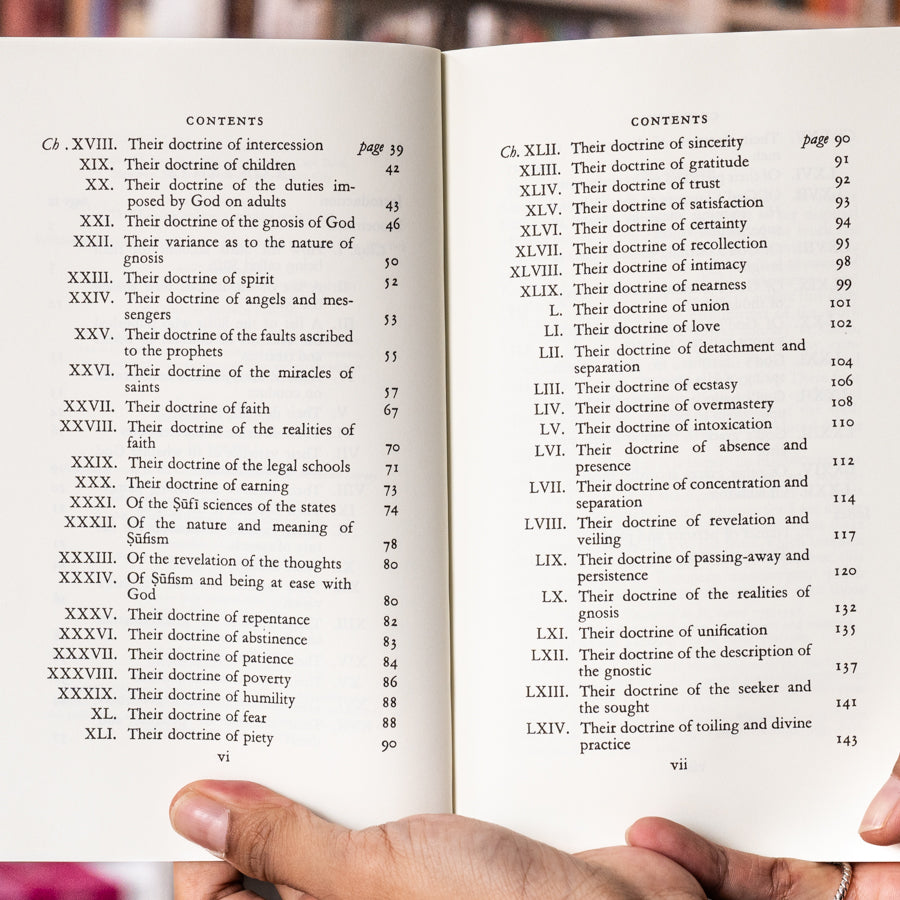 CONTENTS
Ch . XVIII. Their doctrine of intercession page 39
XIX. Their doctrine of children 42
XX. Their doctrine of the duties im-
posed by God on adults 43
XXI. Their doctrine of the gnosis of God 46
XXII. Their variance as to the nature of
gnosis 50
XXIII. Their doctrine of spirit 52
XXIV. Their doctrine of angels and mes-
sengers 53
XXV. Their doctrine of the faults ascribed
to the prophets 55
XXVI. Their doctrine of the miracles of
saints 57
XXVII. Their doctrine of faith 67
XXVIII. Their doctrine of the realities of
faith 70
XXIX. Their doctrine of the legal schools 71
XXX. Their doctrine of earning 73
XXXI. Of the Ṣūfī sciences of the states 74
XXXII. Of the nature and meaning of
Ṣūfism 78
XXXIII. Of the revelation of the thoughts 80
XXXIV. Of Ṣūfism and being at ease with
God 80
XXXV. Their doctrine of repentance 82
XXXVI. Their doctrine of abstinence 83
XXXVII. Their doctrine of patience 84
XXXVIII. Their doctrine of poverty 86
XXXIX. Their doctrine of humility 88
XL. Their doctrine of fear 88
XLI. Their doctrine of piety 90
vi
CONTENTS
Ch. XLII. Their doctrine of sincerity page 90
XLIII. Their doctrine of gratitude 91
XLIV. Their doctrine of trust 92
XLV. Their doctrine of satisfaction 93
XLVI. Their doctrine of certainty 94
XLVII. Their doctrine of recollection 95
XLVIII. Their doctrine of intimacy 98
XLIX. Their doctrine of nearness 99
L. Their doctrine of union 101
LI. Their doctrine of love 102
LII. Their doctrine of detachment and
separation 104
LIII. Their doctrine of ecstasy 106
LIV. Their doctrine of overmastery 108
LV. Their doctrine of intoxication 110
LVI. Their doctrine of absence and
presence 112
LVII. Their doctrine of concentration and
separation 114
LVIII. Their doctrine of revelation and
veiling 117
LIX. Their doctrine of passing-away and
persistence 120
LX. Their doctrine of the realities of
gnosis 132
LXI. Their doctrine of unification 135
LXII. Their doctrine of the description of
the gnostic 137
LXIII. Their doctrine of the seeker and
the sought 141
LXIV. Their doctrine of toiling and divine
practice 143
vii